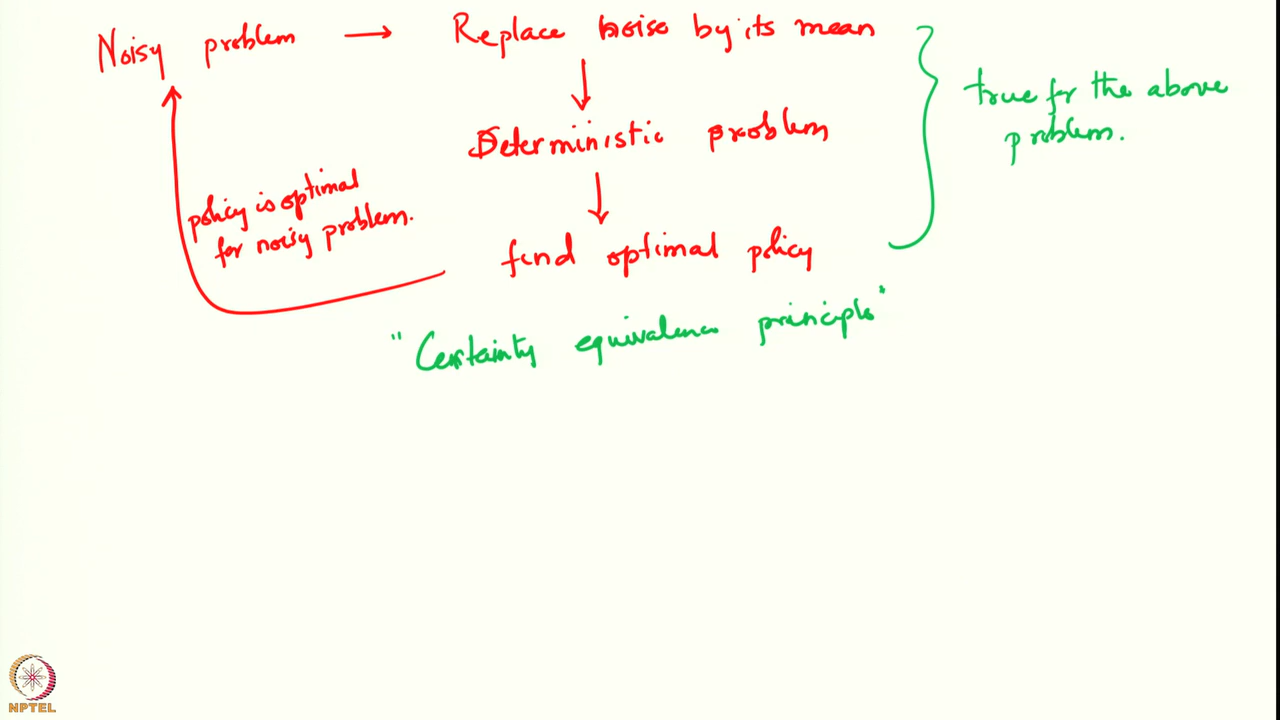 Noisy problem → Replace noise by its mean
true for the above
problem.
Deterministic problem
policy is optimal
for noisy problem.
find optimal policy
"Certainty equivalence principle"
NPTEL